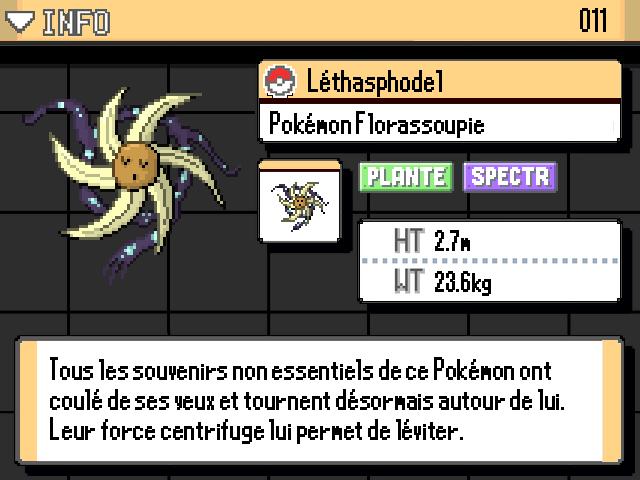 INFO
011
Léthasphodel
Pokémon Florassoupie
PLANTE
SPECTR
HT 2.7m
WT 23.6kg
Tous les souvenirs non essentiels de ce Pokémon ont
coulé de ses yeux et tournent désormais autour de lui.
Leur force centrifuge lui permet de léviter.